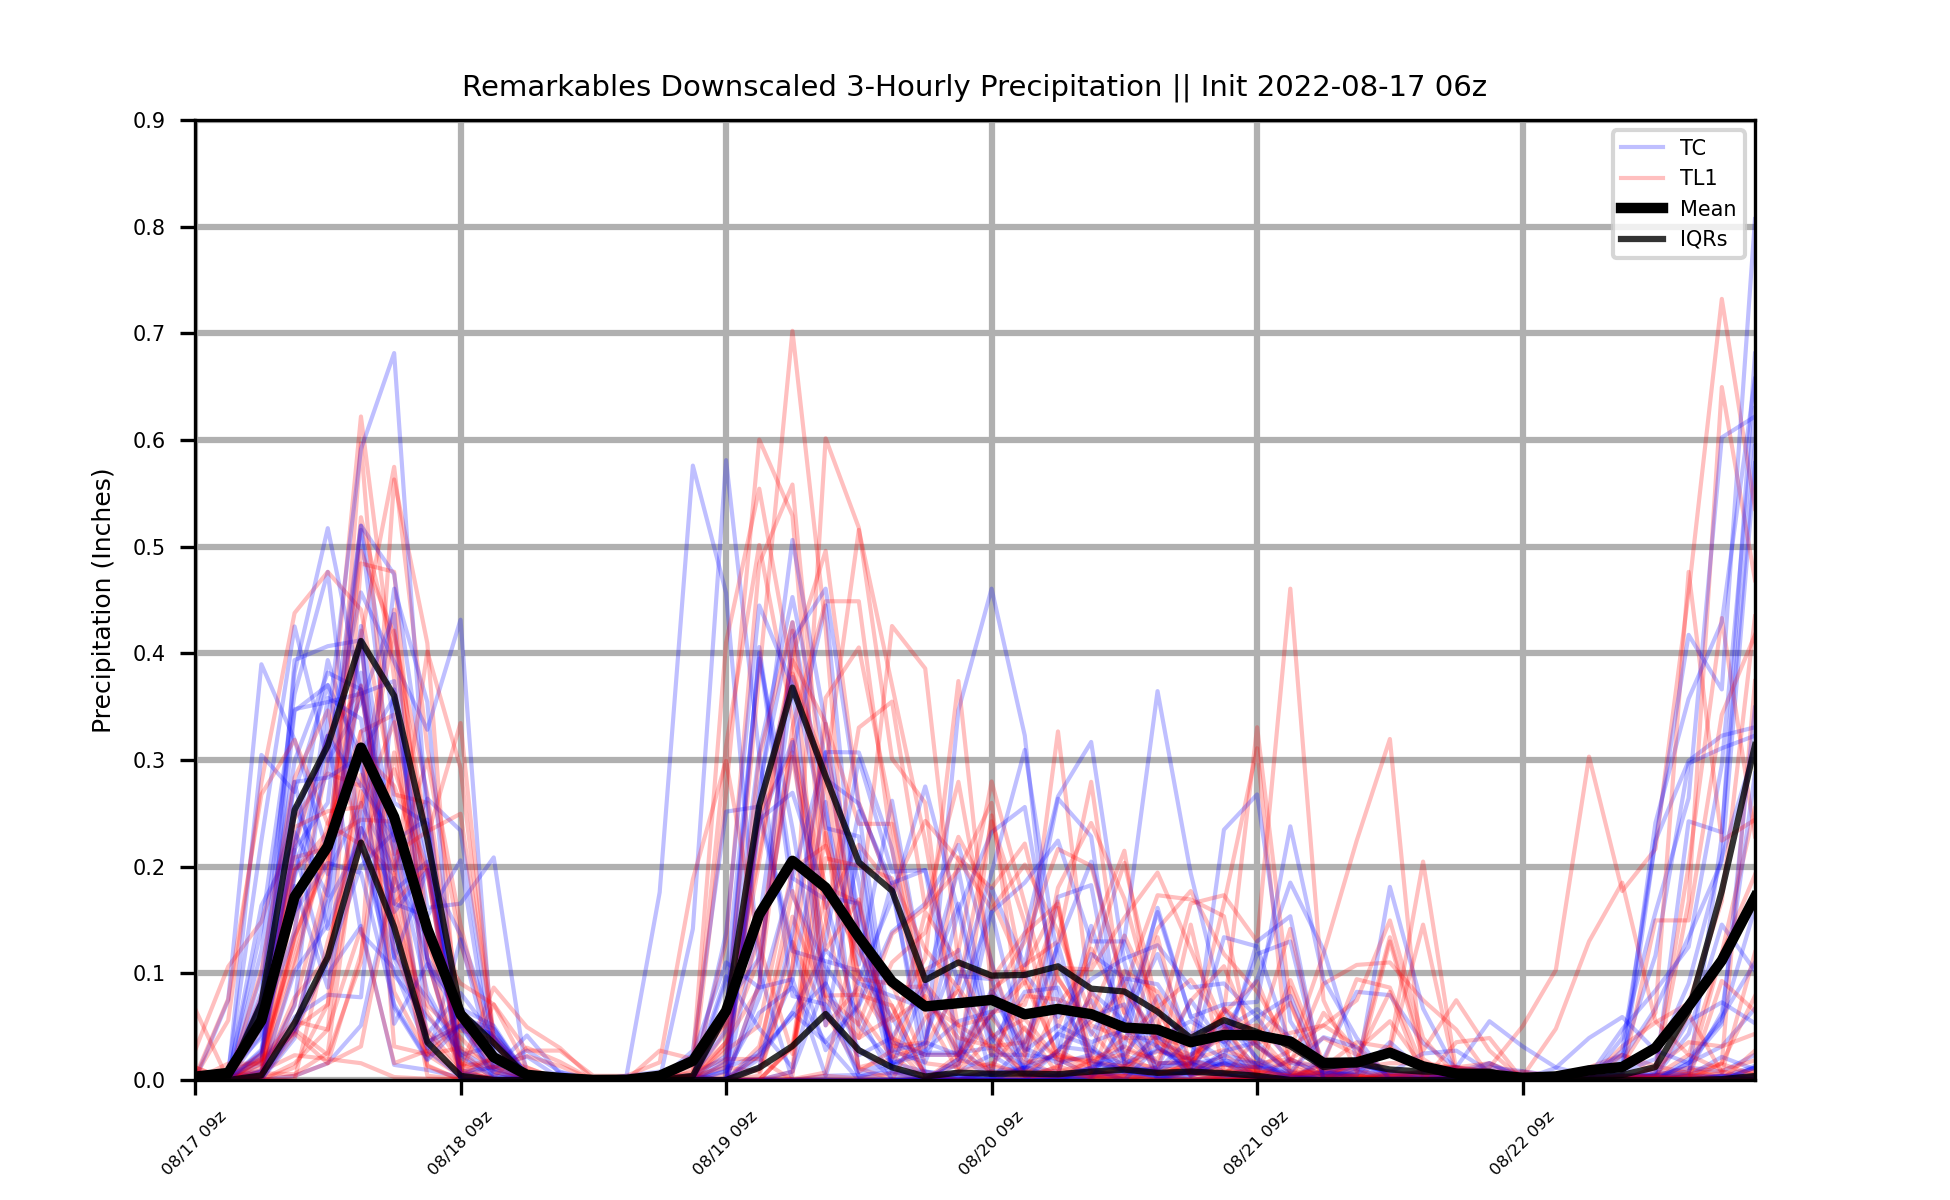 Remarkables Downscaled 3-Hourly Precipitation || Init 2022-08-17 06z
Precipitation (Inches)
0.9
0.8
0.7
0.6
0.5
0.4
0.3
0.2
0.1
0.0
TC
TL1
Mean
IQRs
08/17 09z
08/18 09z
08/19 09z
08/20 09z
08/21 09z
08/22 09z